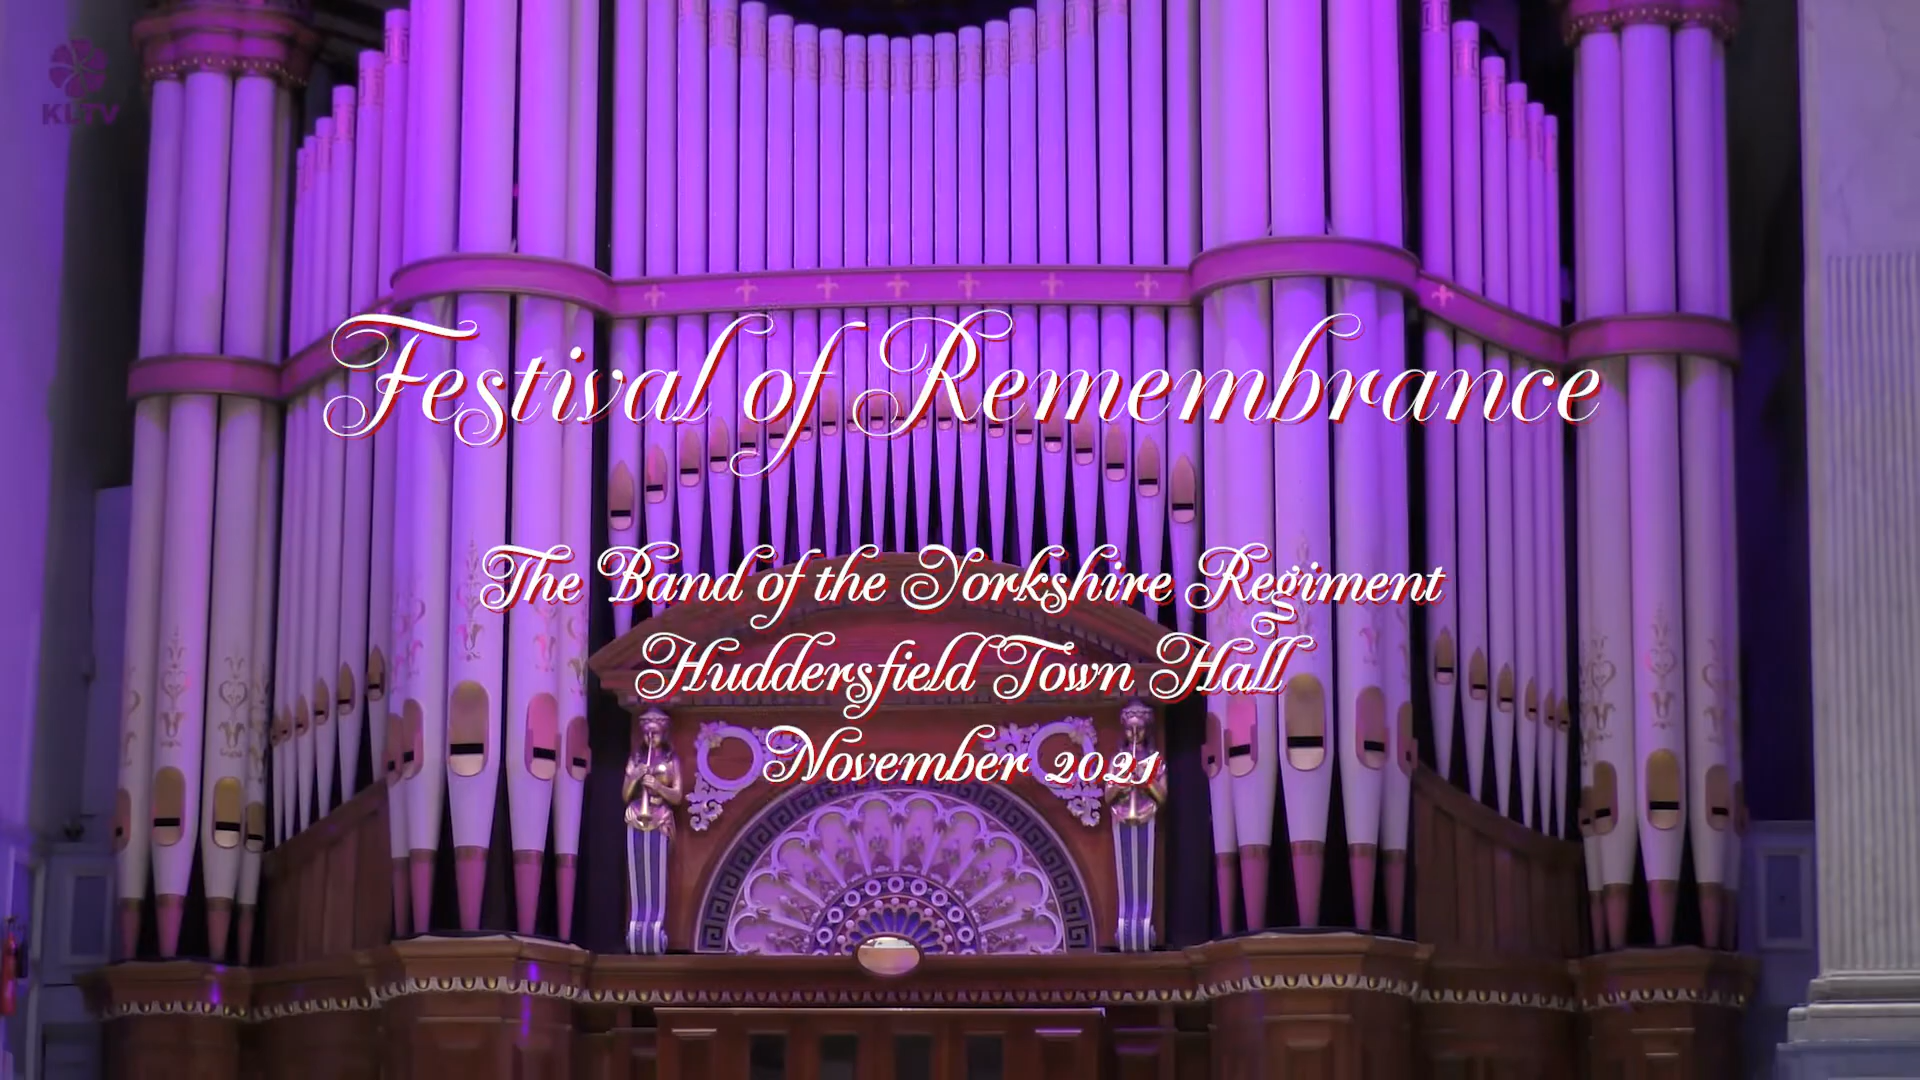 KLTV
Festival of Remembrance
The Band of the Yorkshire Regiment
Huddersfield Town Hall
November 2021